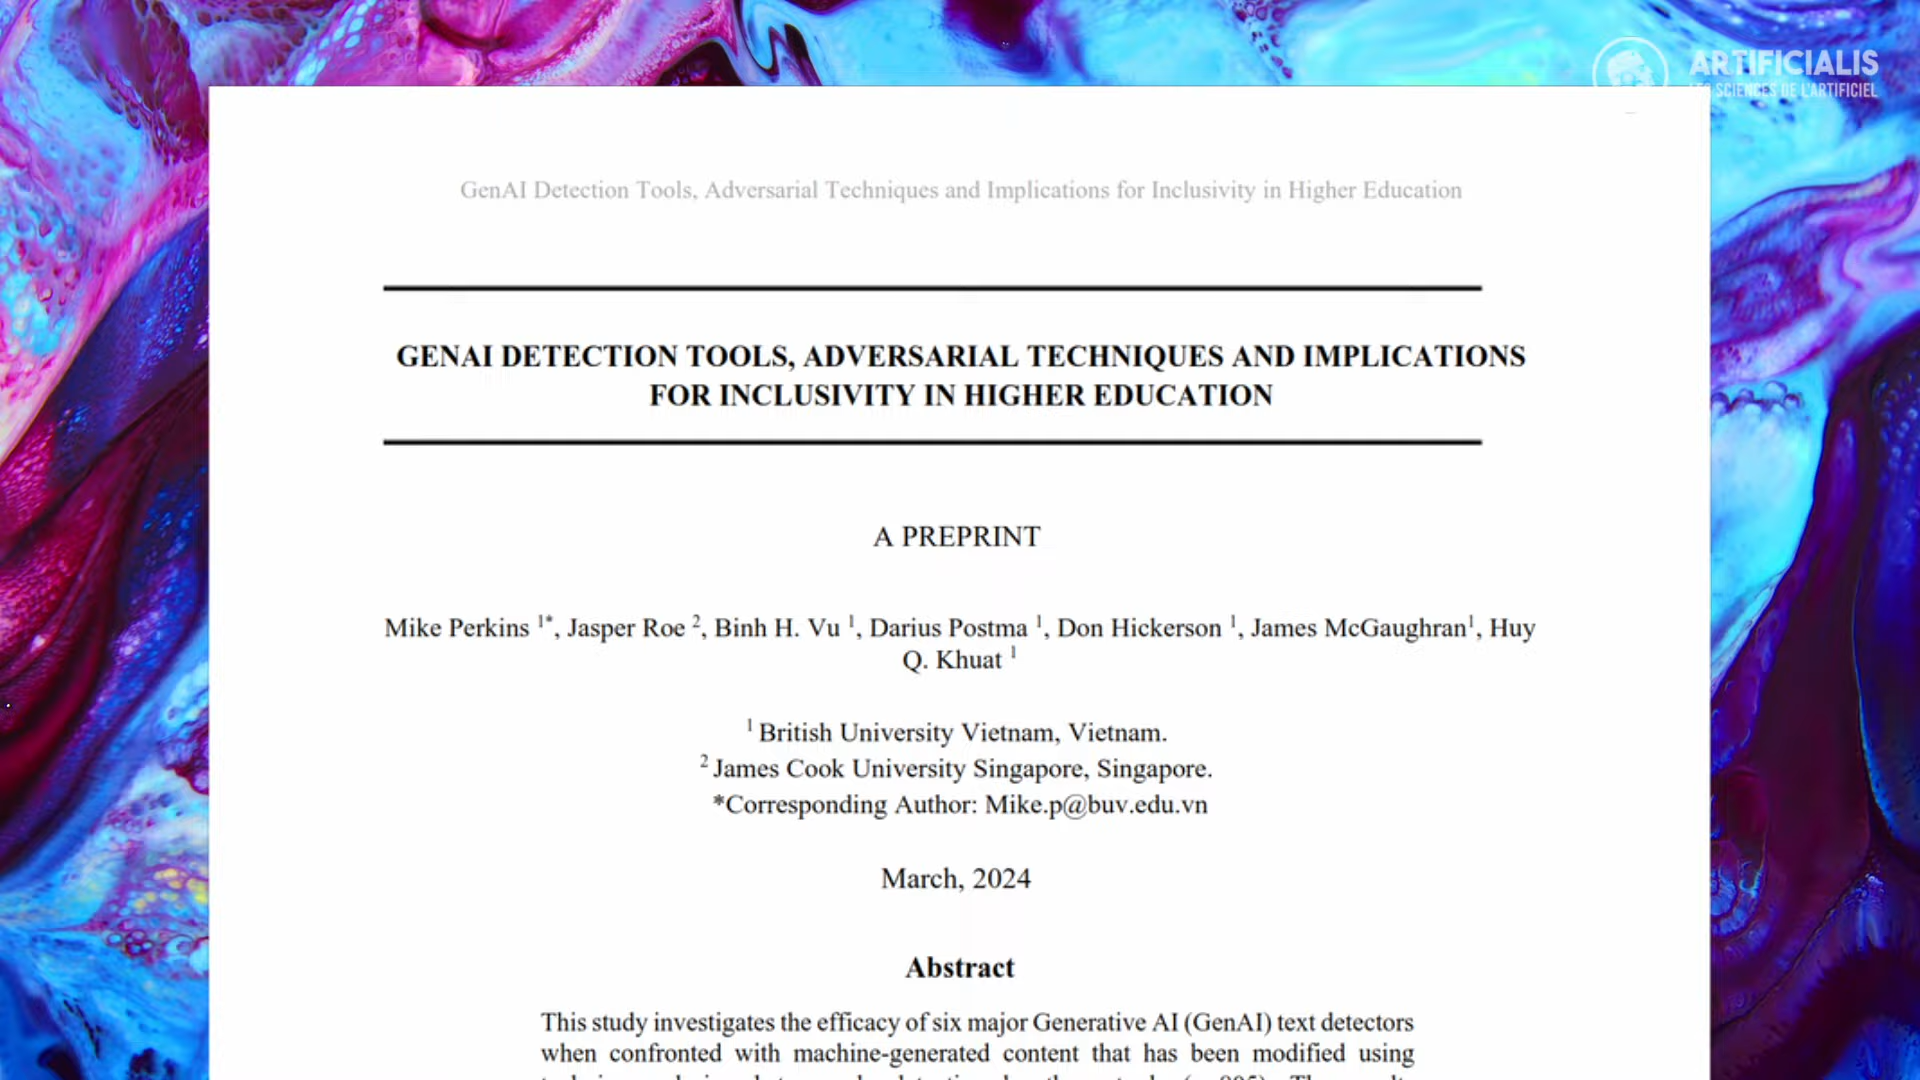 ARTIFICIALIS
LES SCIENCES DE L'ARTIFICIEL
GenAI Detection Tools, Adversarial Techniques and Implications for Inclusivity in Higher Education
GENAI DETECTION TOOLS, ADVERSARIAL TECHNIQUES AND IMPLICATIONS
FOR INCLUSIVITY IN HIGHER EDUCATION
A PREPRINT
Mike Perkins 1*, Jasper Roe 2, Binh H. Vu 1, Darius Postma 1, Don Hickerson 1, James McGaughran1, Huy
Q. Khuat 1
1 British University Vietnam, Vietnam.
2 James Cook University Singapore, Singapore.
*Corresponding Author: Mike.p@buv.edu.vn
March, 2024
Abstract
This study investigates the efficacy of six major Generative AI (GenAI) text detectors
when confronted with machine-generated content that has been modified using